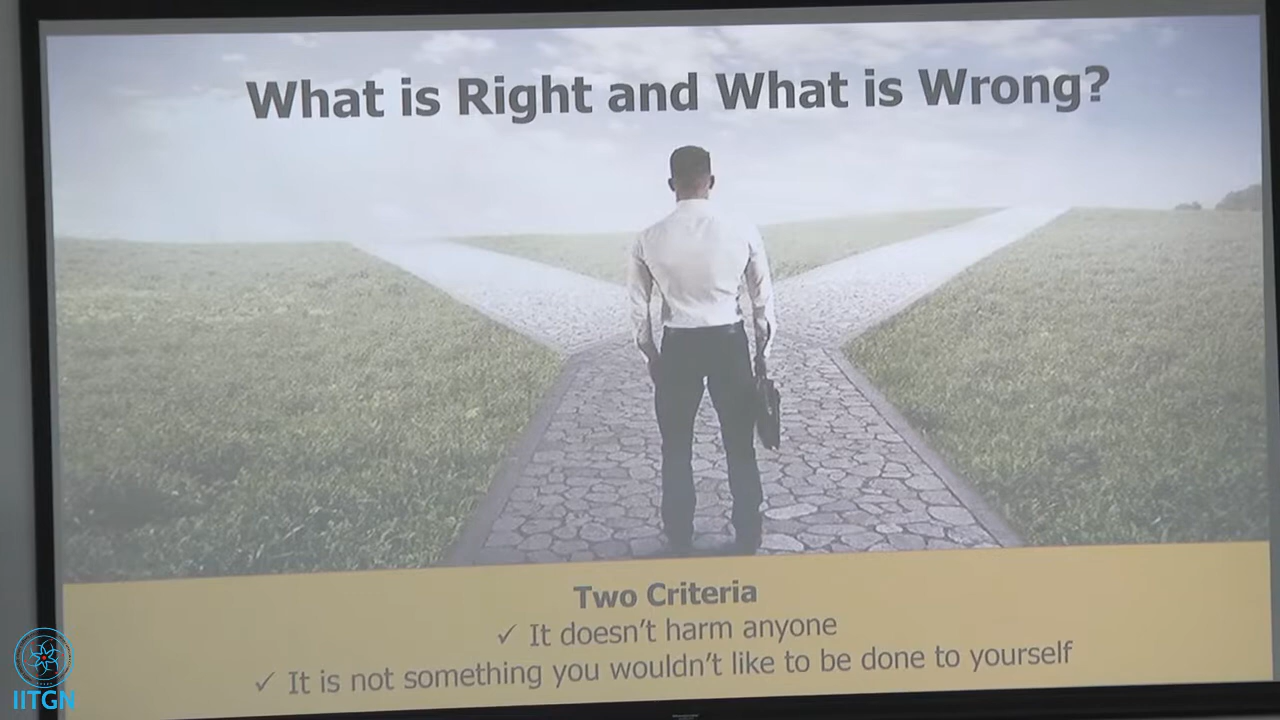 What is Right and What is Wrong?
Two Criteria
✓ It doesn't harm anyone
✓ It is not something you wouldn't like to be done to yourself
IITGN